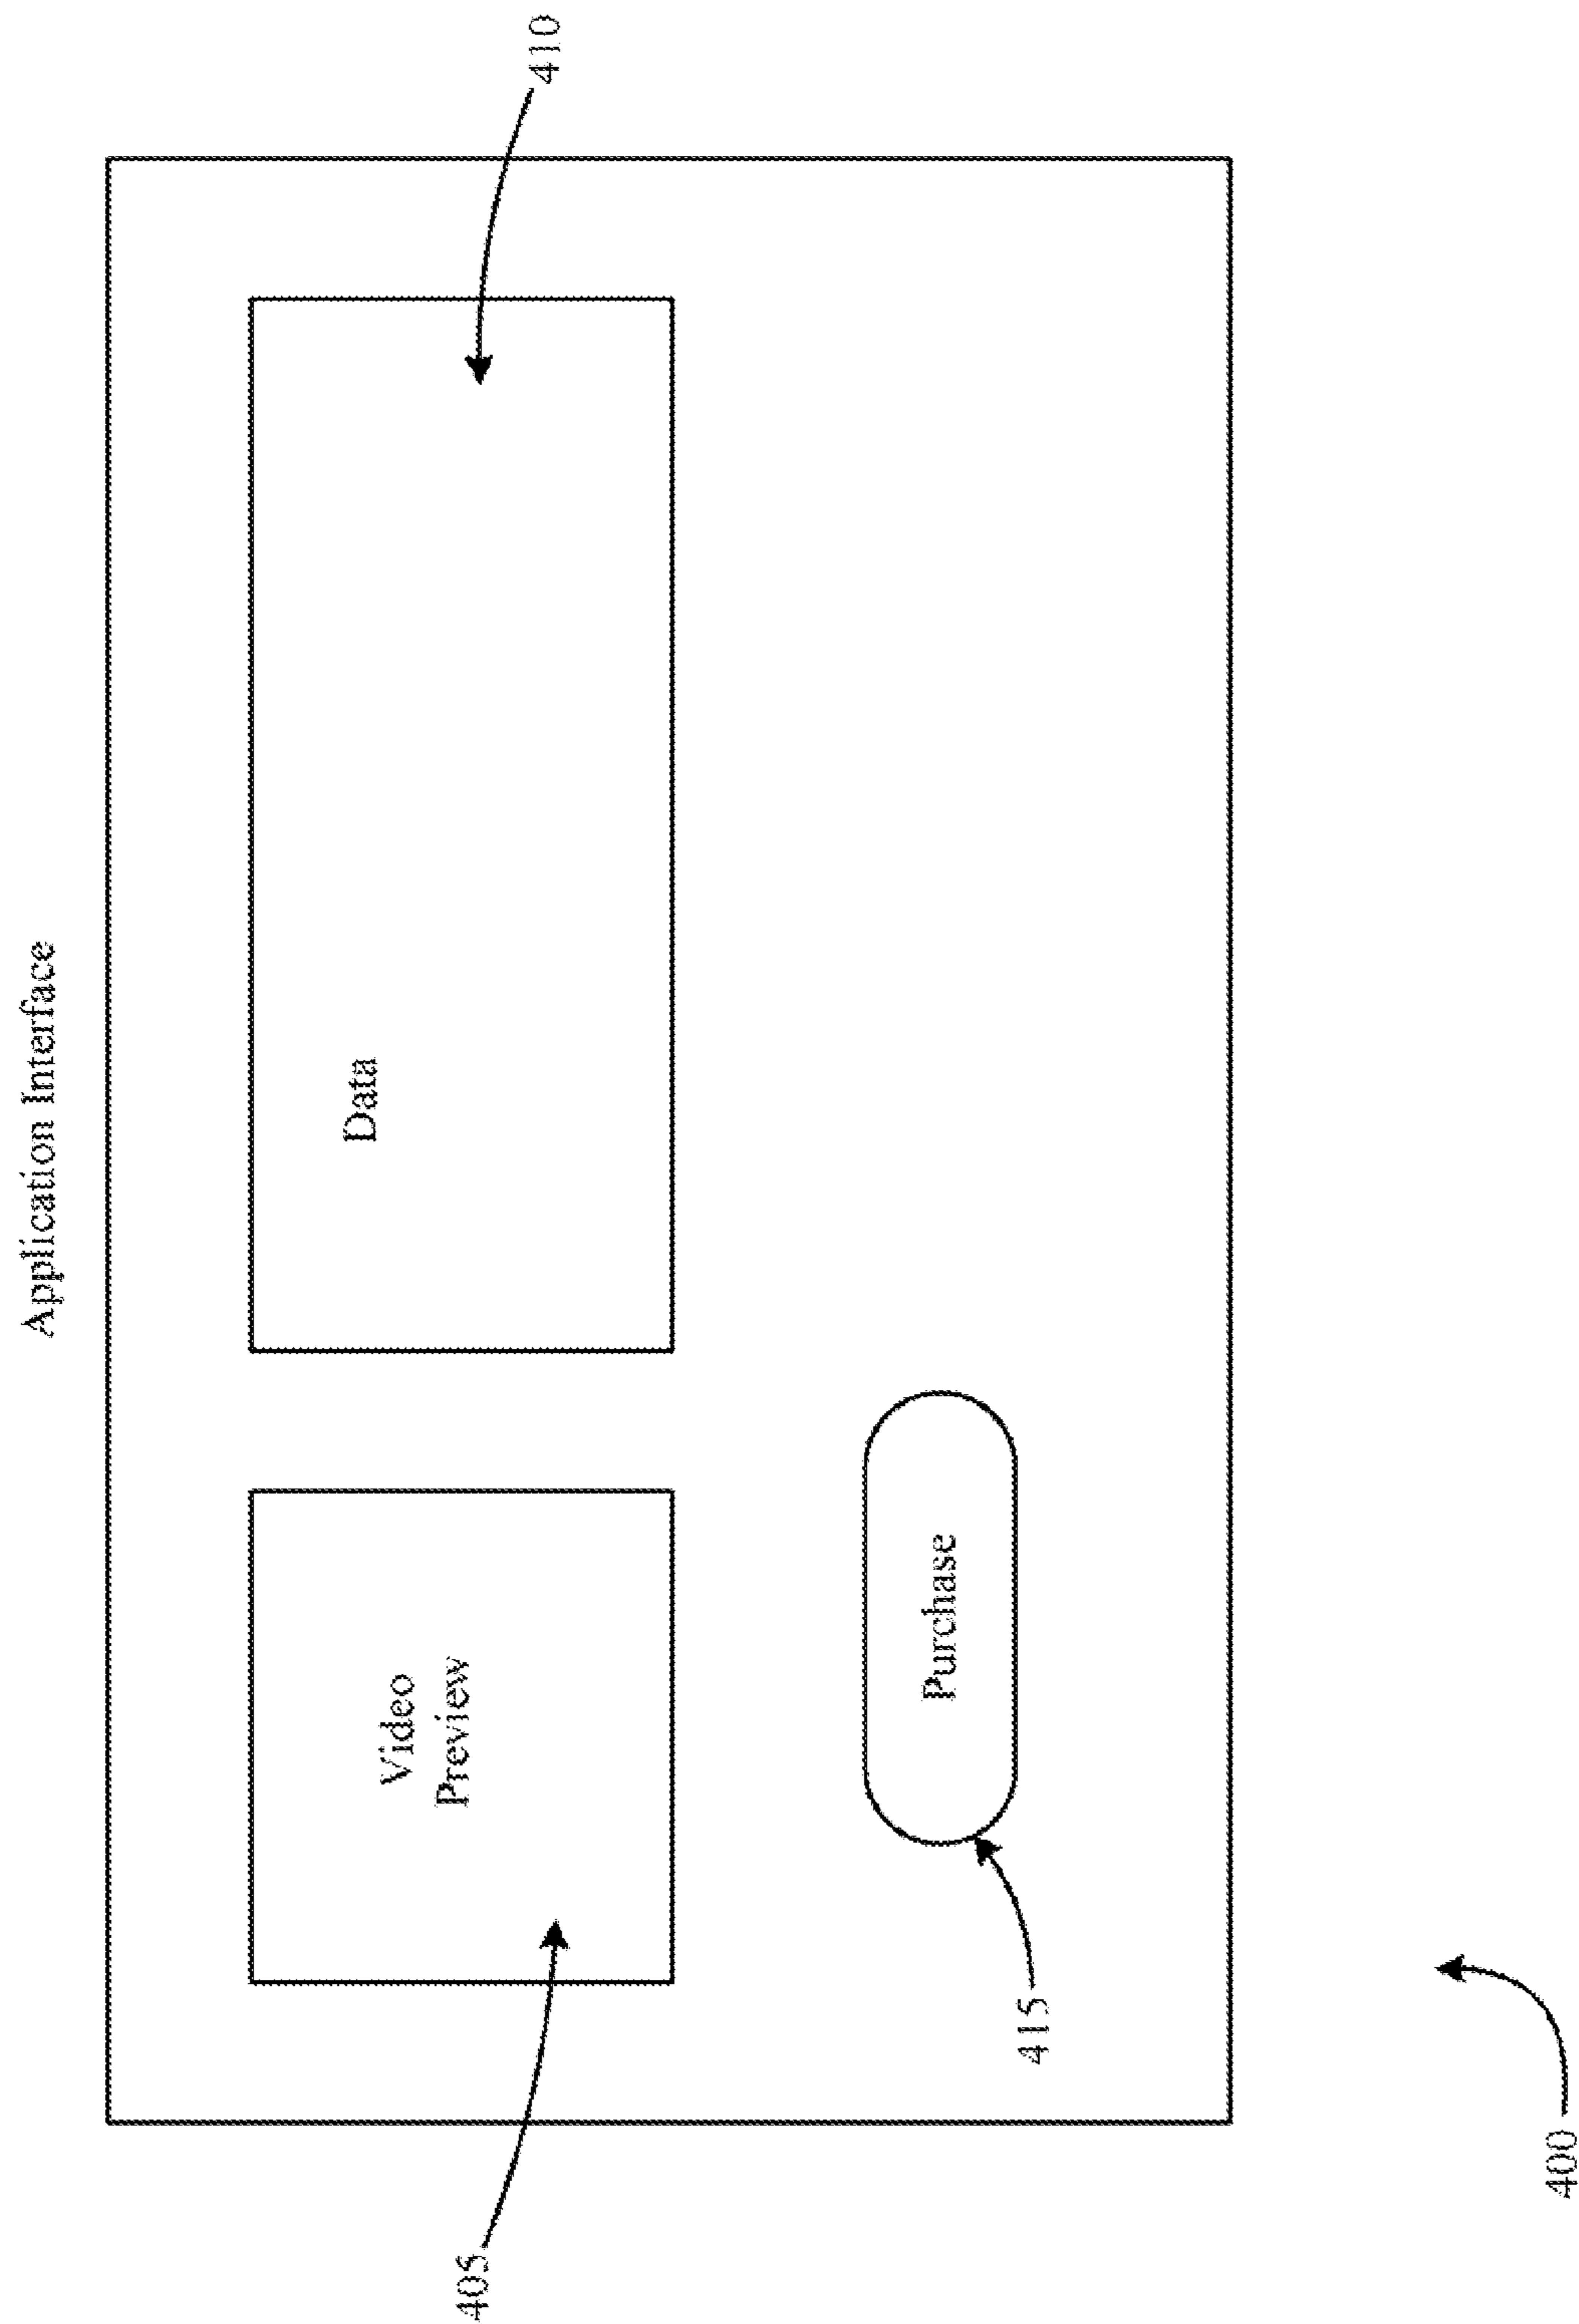 Application Interface
410
Video
Preview
Data
405
Purchase
415
400